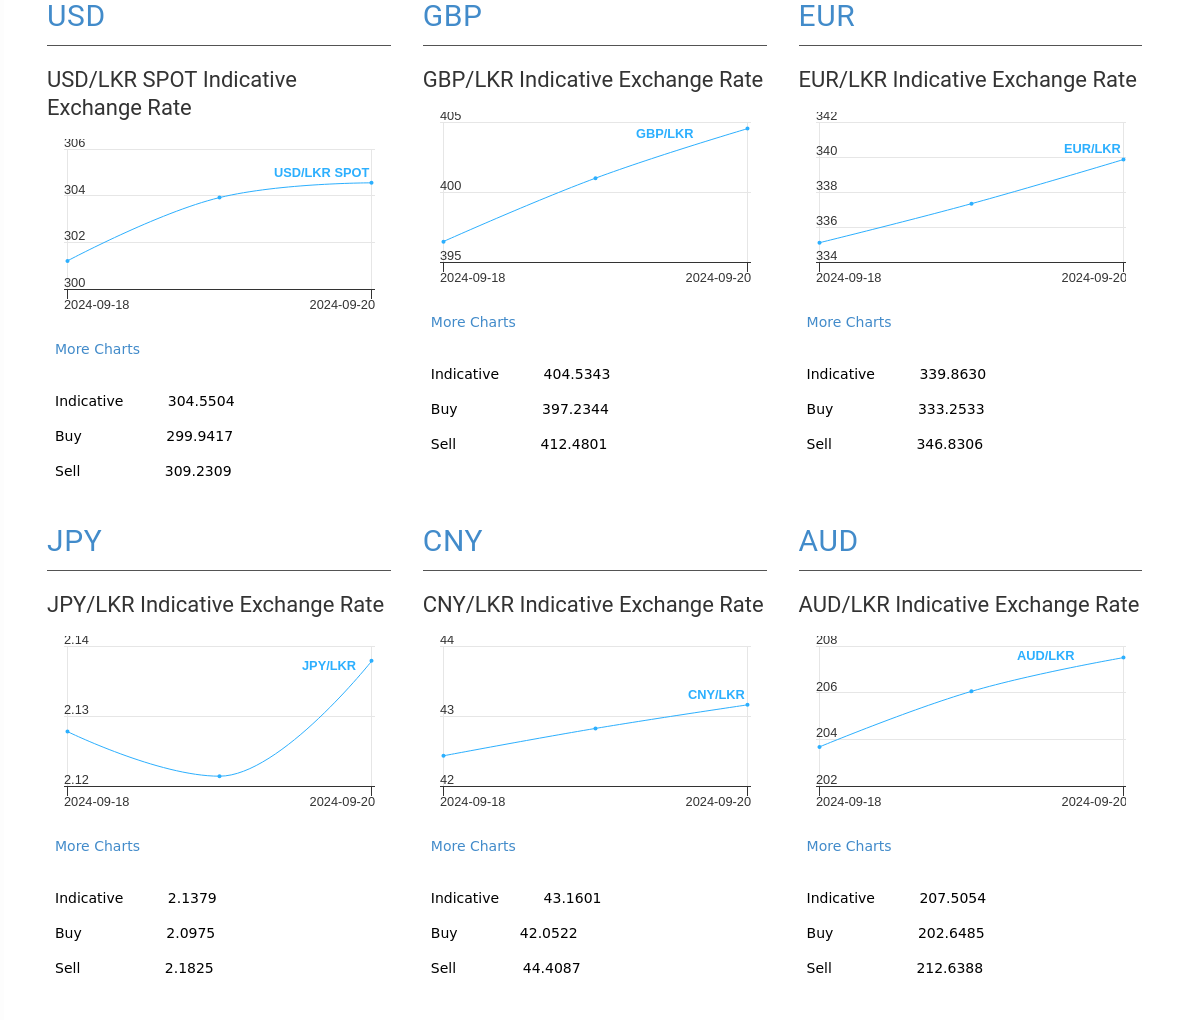 USD
USD/LKR SPOT Indicative
Exchange Rate
306
304
302
300
USD/LKR SPOT
2024-09-18 2024-09-20
More Charts
Indicative 304.5504
Buy 299.9417
Sell 309.2309
GBP
GBP/LKR Indicative Exchange Rate
405
400
395
GBP/LKR
2024-09-18 2024-09-20
More Charts
Indicative 404.5343
Buy 397.2344
Sell 412.4801
EUR
EUR/LKR Indicative Exchange Rate
342
340
338
336
334
EUR/LKR
2024-09-18 2024-09-20
More Charts
Indicative 339.8630
Buy 333.2533
Sell 346.8306
JPY
JPY/LKR Indicative Exchange Rate
2.14
2.13
2.12
JPY/LKR
2024-09-18 2024-09-20
More Charts
Indicative 2.1379
Buy 2.0975
Sell 2.1825
CNY
CNY/LKR Indicative Exchange Rate
44
43
42
CNY/LKR
2024-09-18 2024-09-20
More Charts
Indicative 43.1601
Buy 42.0522
Sell 44.4087
AUD
AUD/LKR Indicative Exchange Rate
208
206
204
202
AUD/LKR
2024-09-18 2024-09-20
More Charts
Indicative 207.5054
Buy 202.6485
Sell 212.6388